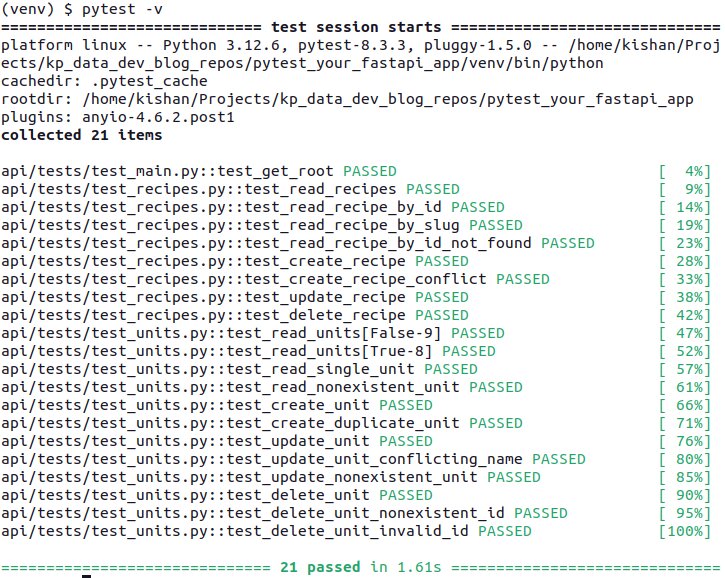 (venv) $ pytest -v
============================= test session starts ==============================
platform linux -- Python 3.12.6, pytest-8.3.3, pluggy-1.5.0 -- /home/kishan/Proj
ects/kp_data_dev_blog_repos/pytest_your_fastapi_app/venv/bin/python
cachedir: .pytest_cache
rootdir: /home/kishan/Projects/kp_data_dev_blog_repos/pytest_your_fastapi_app
plugins: anyio-4.6.2.post1
collected 21 items

api/tests/test_main.py::test_get_root PASSED                             [  4%]
api/tests/test_recipes.py::test_read_recipes PASSED                      [  9%]
api/tests/test_recipes.py::test_read_recipe_by_id PASSED                 [ 14%]
api/tests/test_recipes.py::test_read_recipe_by_slug PASSED               [ 19%]
api/tests/test_recipes.py::test_read_recipe_by_id_not_found PASSED       [ 23%]
api/tests/test_recipes.py::test_create_recipe PASSED                     [ 28%]
api/tests/test_recipes.py::test_create_recipe_conflict PASSED            [ 33%]
api/tests/test_recipes.py::test_update_recipe PASSED                     [ 38%]
api/tests/test_recipes.py::test_delete_recipe PASSED                     [ 42%]
api/tests/test_units.py::test_read_units[False-9] PASSED                 [ 47%]
api/tests/test_units.py::test_read_units[True-8] PASSED                  [ 52%]
api/tests/test_units.py::test_read_single_unit PASSED                    [ 57%]
api/tests/test_units.py::test_read_nonexistent_unit PASSED               [ 61%]
api/tests/test_units.py::test_create_unit PASSED                         [ 66%]
api/tests/test_units.py::test_create_duplicate_unit PASSED               [ 71%]
api/tests/test_units.py::test_update_unit PASSED                         [ 76%]
api/tests/test_units.py::test_update_unit_conflicting_name PASSED        [ 80%]
api/tests/test_units.py::test_update_nonexistent_unit PASSED             [ 85%]
api/tests/test_units.py::test_delete_unit PASSED                         [ 90%]
api/tests/test_units.py::test_delete_unit_nonexistent_id PASSED          [ 95%]
api/tests/test_units.py::test_delete_unit_invalid_id PASSED              [100%]

============================== 21 passed in 1.61s ==============================